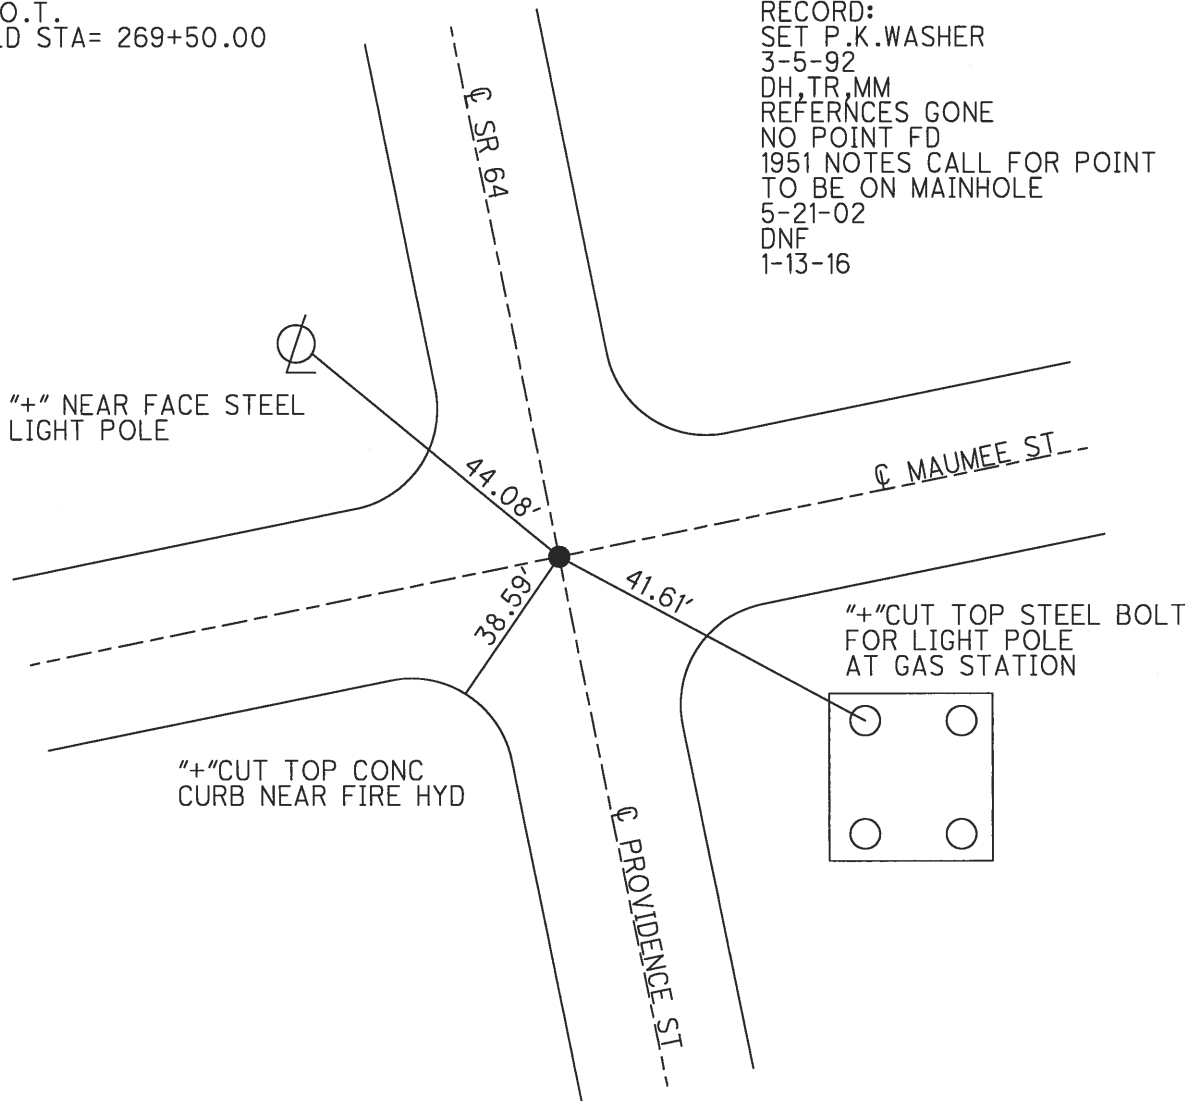 O.T.
D STA= 269+50.00
RECORD:
SET P.K.WASHER
3-5-92
DH,TR,MM
REFERNCES GONE
NO POINT FD
1951 NOTES CALL FOR POINT
TO BE ON MAINHOLE
5-21-02
DNF
1-13-16
℄ SR 64
"+" NEAR FACE STEEL
LIGHT POLE
44.08'
℄ MAUMEE ST
38.59'
41.61'
"+"CUT TOP STEEL BOLT
FOR LIGHT POLE
AT GAS STATION
"+"CUT TOP CONC
CURB NEAR FIRE HYD
℄ PROVIDENCE ST